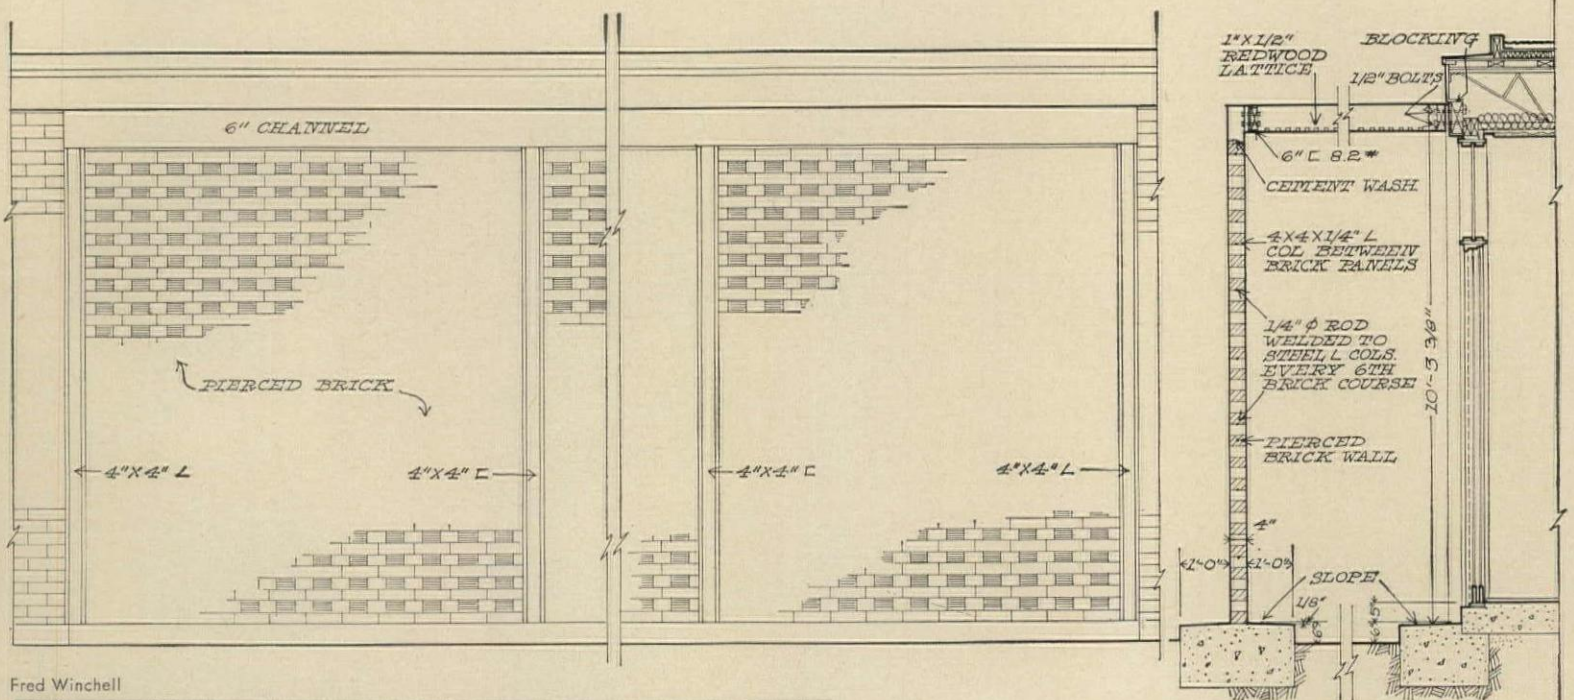 6" CHANNEL
PIERCED BRICK
4"X4" L
4"X4" ⊏
4"X4" ⊏
4"X4" L
Fred Winchell
1"X1/2"
REDWOOD
LATTICE
BLOCKING
1/2" BOLTS
6" ⊏ 8.2#
CEMENT WASH
4X4X1/4" L
COL BETWEEN
BRICK PANELS
1/4" Φ ROD
WELDED TO
STEEL L COLS.
EVERY 6TH
BRICK COURSE
10'-3 3/8"
PIERCED
BRICK WALL
4"
1'-0"
1'-0"
SLOPE
1/8"